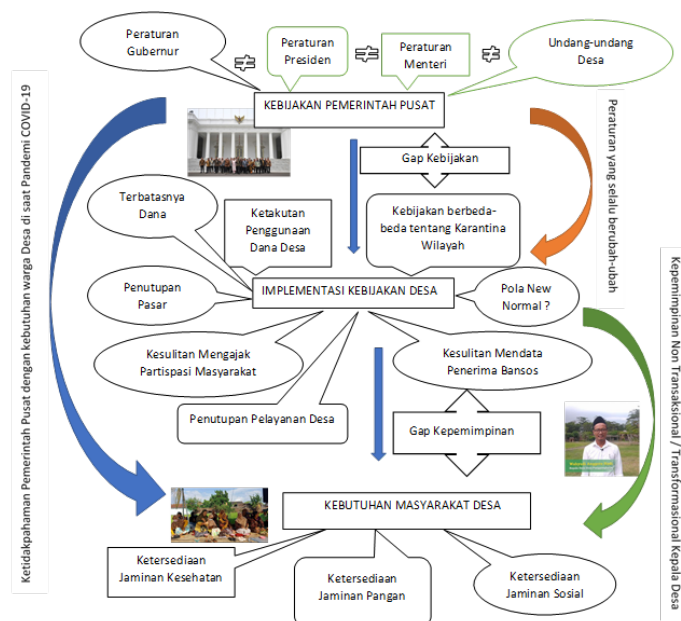 Peraturan
Gubernur
≠
Peraturan
Presiden
≠
Peraturan
Menteri
≠
Undang-undang
Desa
KEBIJAKAN PEMERINTAH PUSAT
Ketidakpahaman Pemerintah Pusat dengan kebutuhan warga Desa di saat Pandemi COVID-19
Peraturan yang selalu berubah-ubah
Gap Kebijakan
Terbatasnya
Dana
Ketakutan
Penggunaan
Dana Desa
Kebijakan berbeda-
beda tentang Karantina
Wilayah
Penutupan
Pasar
IMPLEMENTASI KEBIJAKAN DESA
Pola New
Normal ?
Kesulitan Mengajak
Partispasi Masyarakat
Kesulitan Mendata
Penerima Bansos
Penutupan Pelayanan Desa
Gap Kepemimpinan
Kepemimpinan Non Transaksional / Transformasional Kepala Desa
KEBUTUHAN MASYARAKAT DESA
Ketersediaan
Jaminan Kesehatan
Ketersediaan
Jaminan Pangan
Ketersediaan
Jaminan Sosial